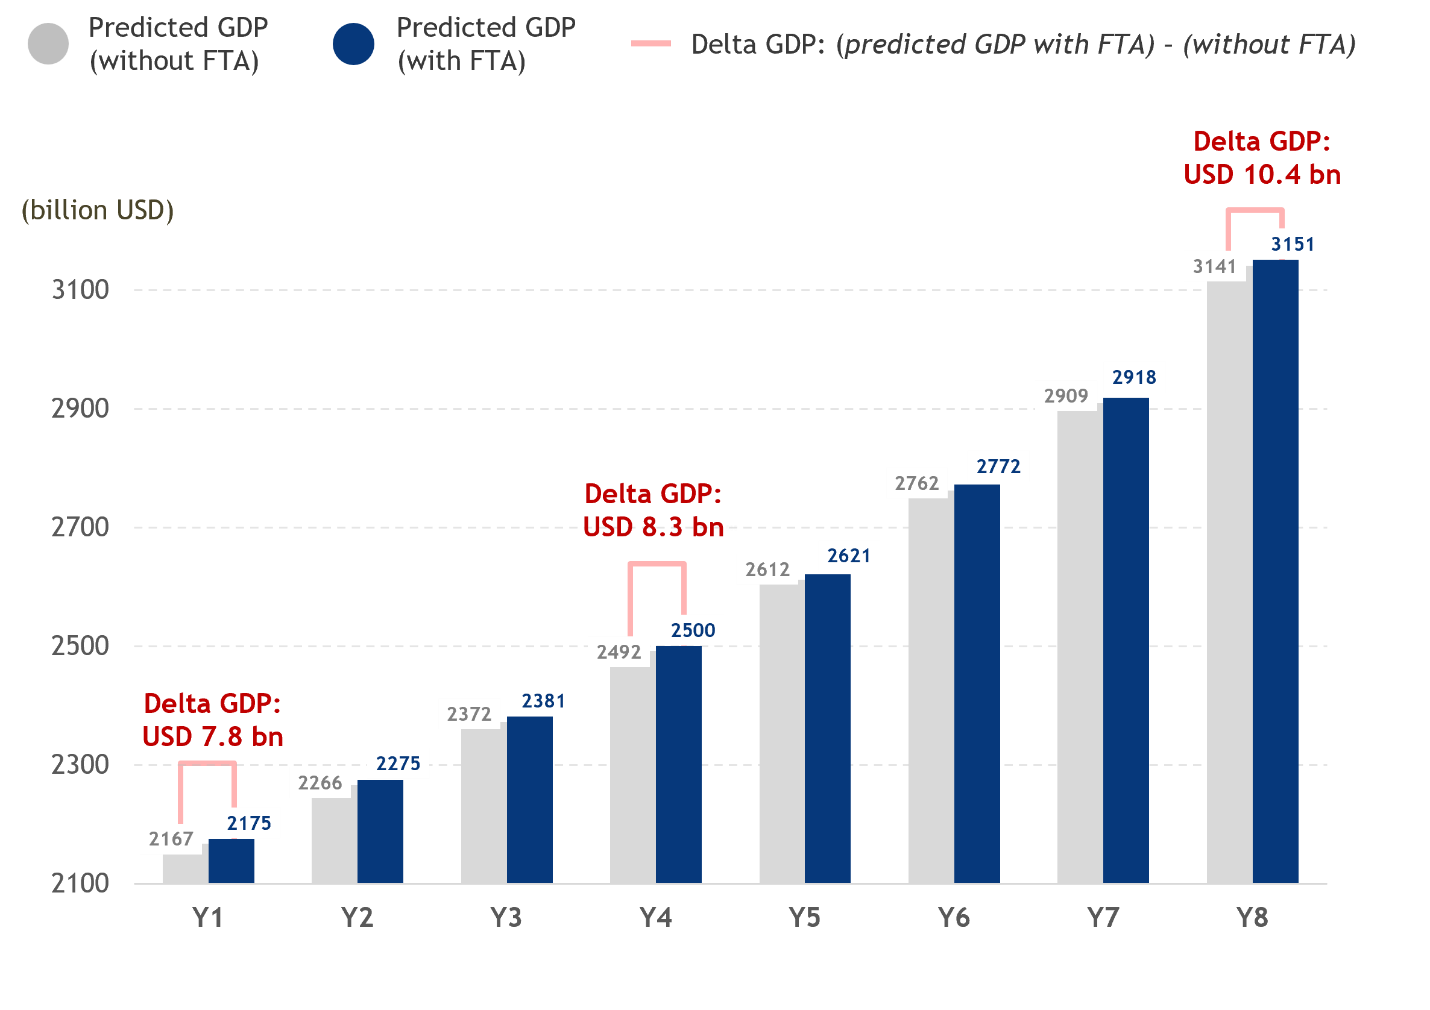 Predicted GDP
(without FTA)
Predicted GDP
(with FTA)
Delta GDP: (predicted GDP with FTA) – (without FTA)
Delta GDP:
USD 10.4 bn
(billion USD)
3151
3141
3100
2918
2909
2900
2772
2762
Delta GDP:
USD 8.3 bn
2700
2621
2612
2500
2492
2500
Delta GDP:
USD 7.8 bn
2381
2372
2300
2275
2266
2175
2167
2100
Y1 Y2 Y3 Y4 Y5 Y6 Y7 Y8